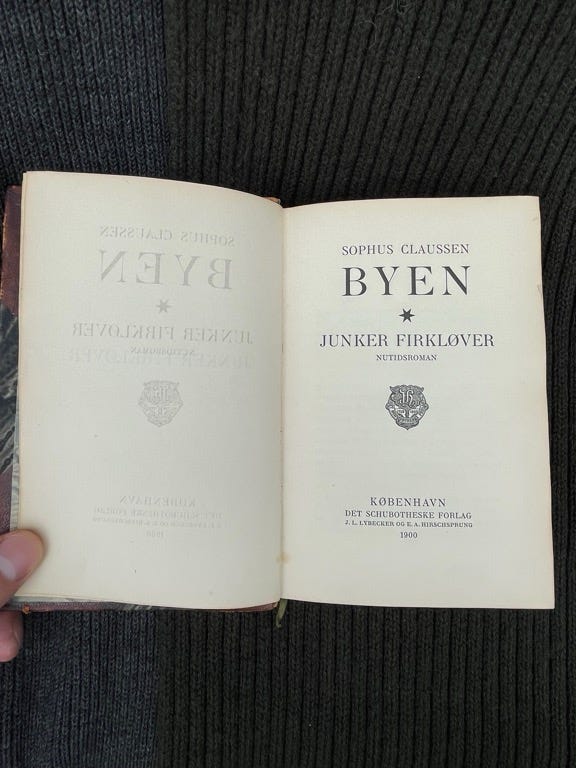 SOPHUS CLAUSSEN
BYEN
JUNKER FIRKLØVER
NUTIDSROMAN
KØBENHAVN
DET SCHUBOTHESKE FORLAG
J. L. LYBECKER OG E. A. HIRSCHSPRUNG
1900